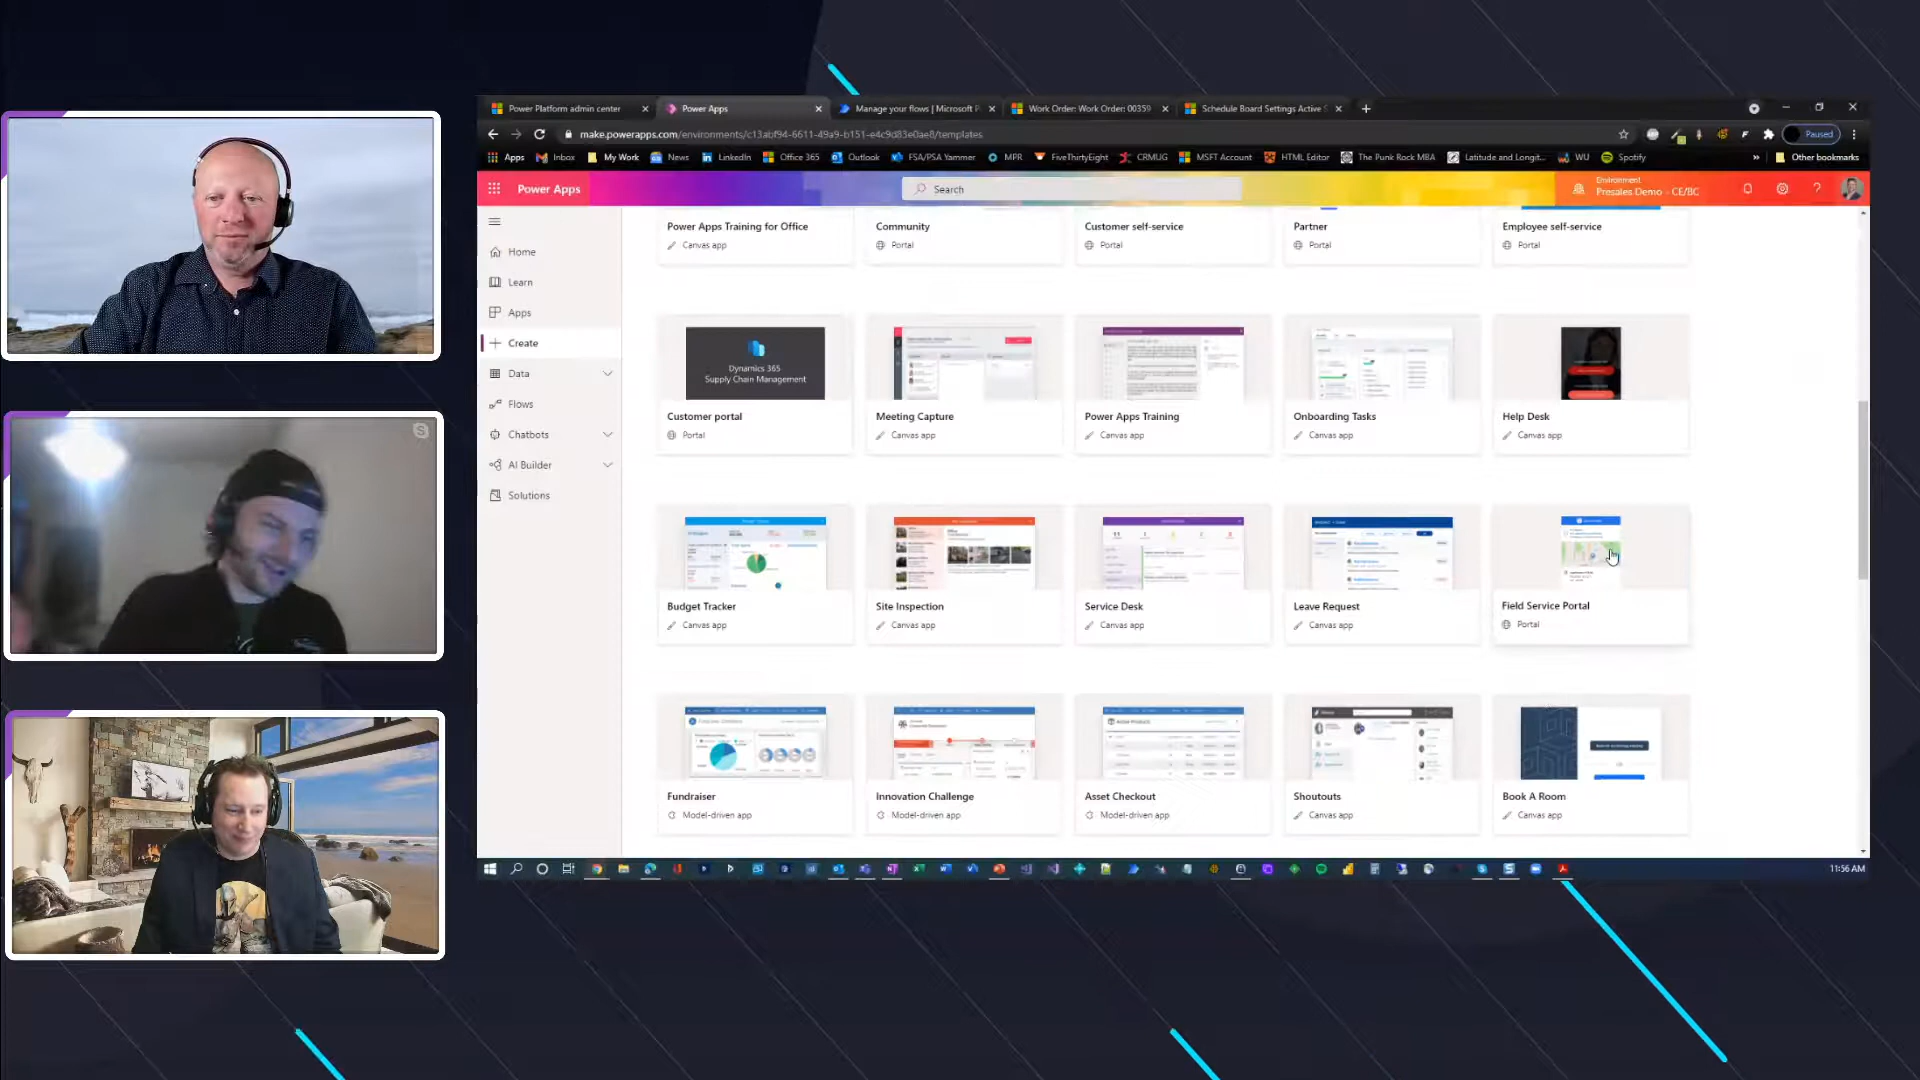 Power Platform admin center
Power Apps
Manage your flows | Microsoft P
Work Order: Work Order: 00359
Schedule Board Settings Active S
make.powerapps.com/environments/c13abf94-6611-49a9-b151-e4c9d83e0ae8/templates
Paused
Apps
Inbox
My Work
News
LinkedIn
Office 365
Outlook
FSA/PSA Yammer
MPR
FiveThirtyEight
CRMUG
MSFT Account
HTML Editor
The Punk Rock MBA
Latitude and Longit...
WU
Spotify
Other bookmarks
Power Apps
Search
Environment
Presales Demo - CE/BC
Home
Learn
Apps
Create
Data
Flows
Chatbots
AI Builder
Solutions
Power Apps Training for Office
Canvas app
Community
Portal
Customer self-service
Portal
Partner
Portal
Employee self-service
Portal
Dynamics 365
Supply Chain Management
Customer portal
Portal
Meeting Capture
Canvas app
Power Apps Training
Canvas app
Onboarding Tasks
Canvas app
Help Desk
Canvas app
Budget Tracker
Canvas app
Site Inspection
Canvas app
Service Desk
Canvas app
Leave Request
Canvas app
Field Service Portal
Portal
Fundraiser
Model-driven app
Innovation Challenge
Model-driven app
Asset Checkout
Model-driven app
Shoutouts
Canvas app
Book A Room
Canvas app
11:56 AM